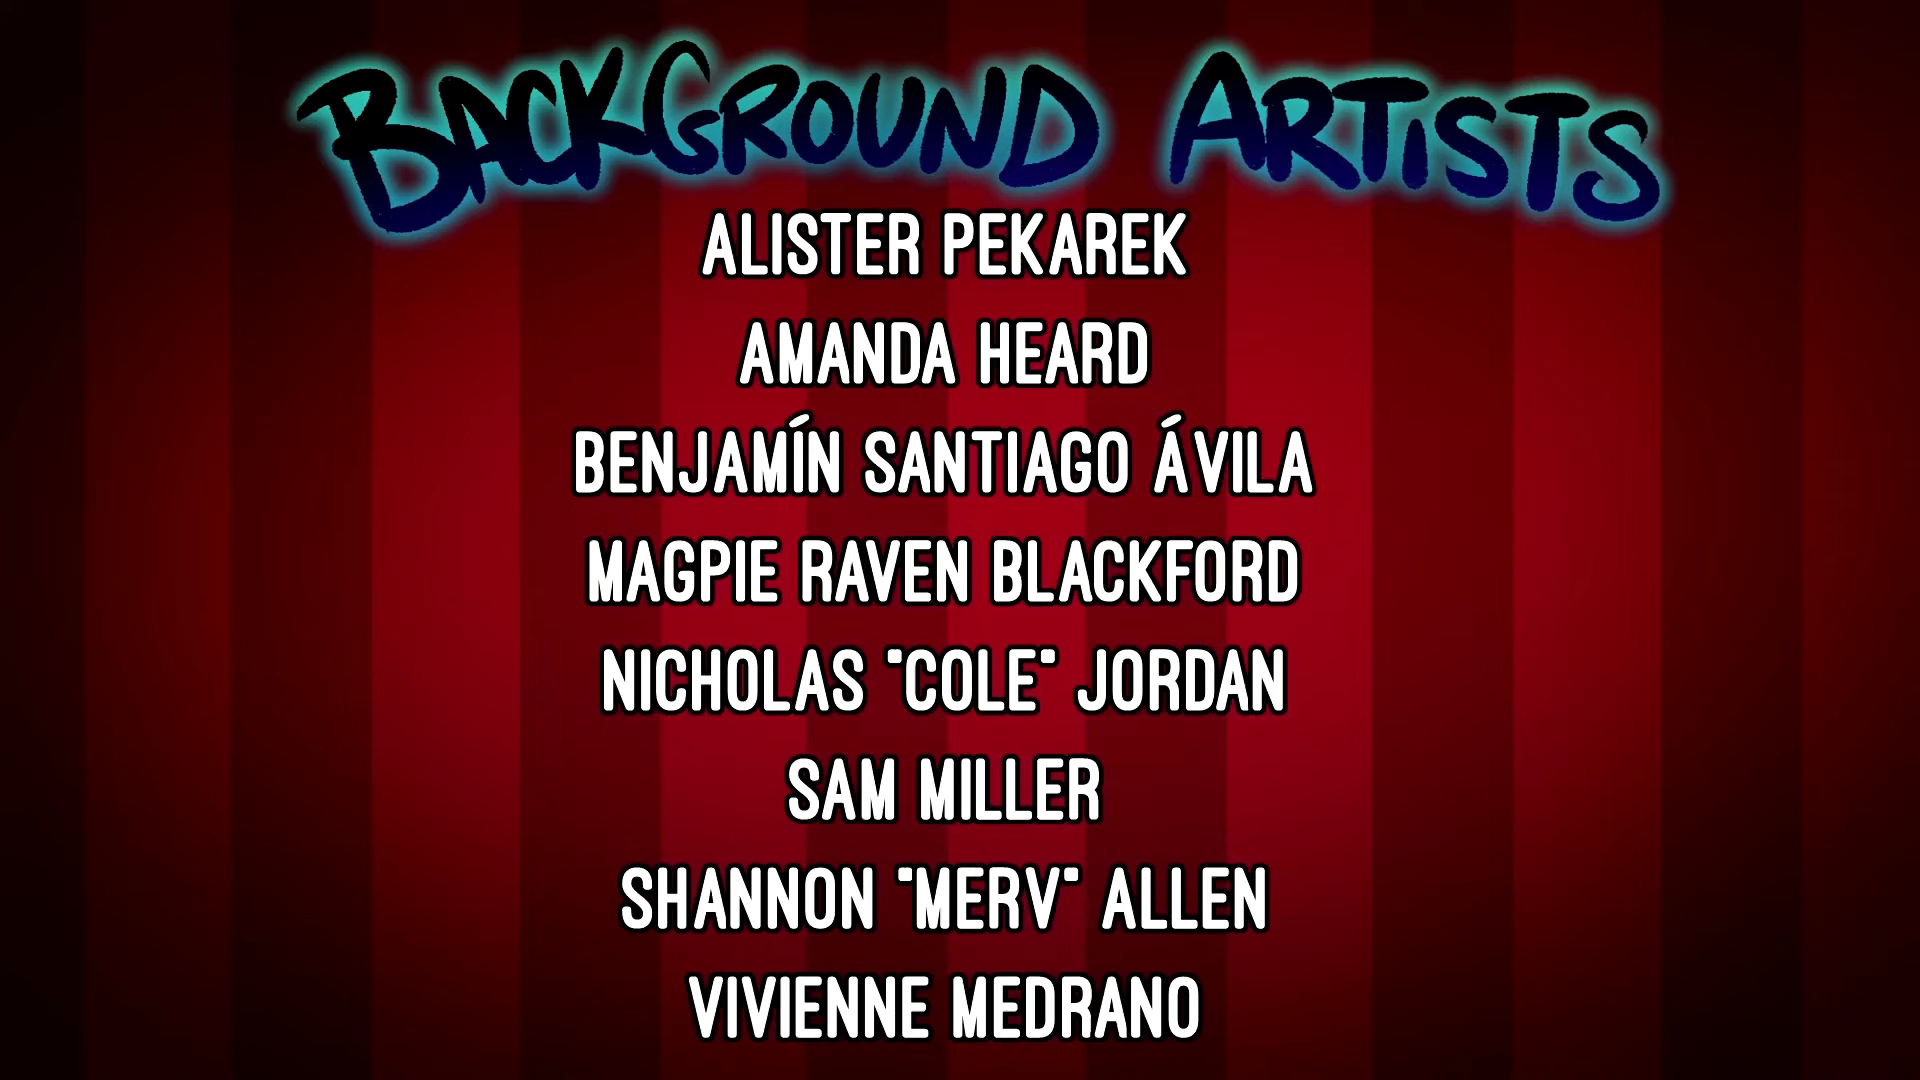 BACKGROUND ARTISTS
ALISTER PEKAREK
AMANDA HEARD
BENJAMÍN SANTIAGO ÁVILA
MAGPIE RAVEN BLACKFORD
NICHOLAS "COLE" JORDAN
SAM MILLER
SHANNON "MERV" ALLEN
VIVIENNE MEDRANO